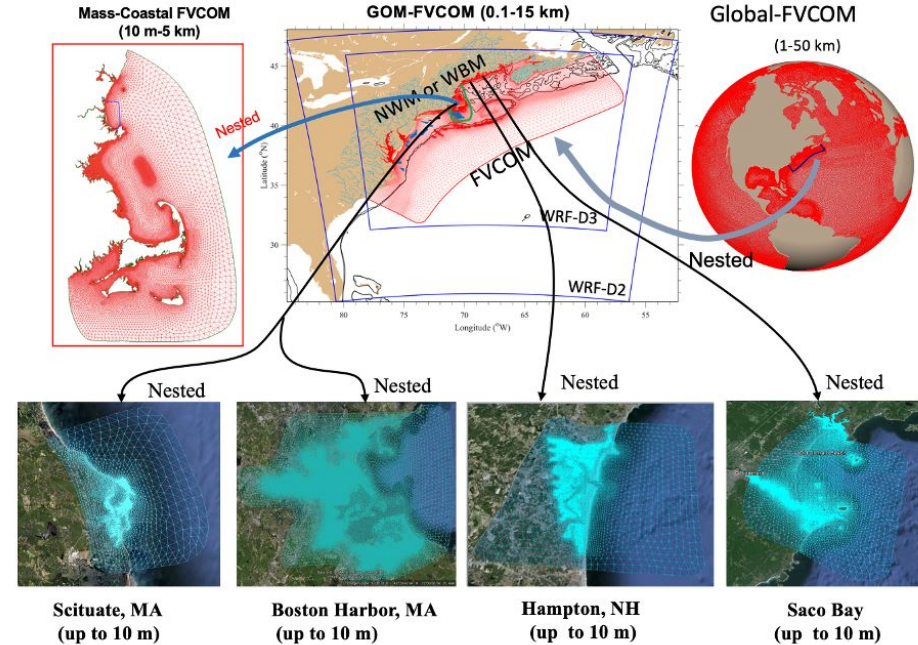 Mass-Coastal FVCOM
(10 m-5 km)
GOM-FVCOM (0.1-15 km)
Global-FVCOM
(1-50 km)
Nested
NWM or WBM
FVCOM
WRF-D3
WRF-D2
Nested
45
40
35
30
Latitude (°N)
80
75
70
65
60
Longitude (°W)
Nested
Nested
Nested
Nested
Scituate, MA
(up to 10 m)
Boston Harbor, MA
(up to 10 m)
Hampton, NH
(up to 10 m)
Saco Bay
(up to 10 m)